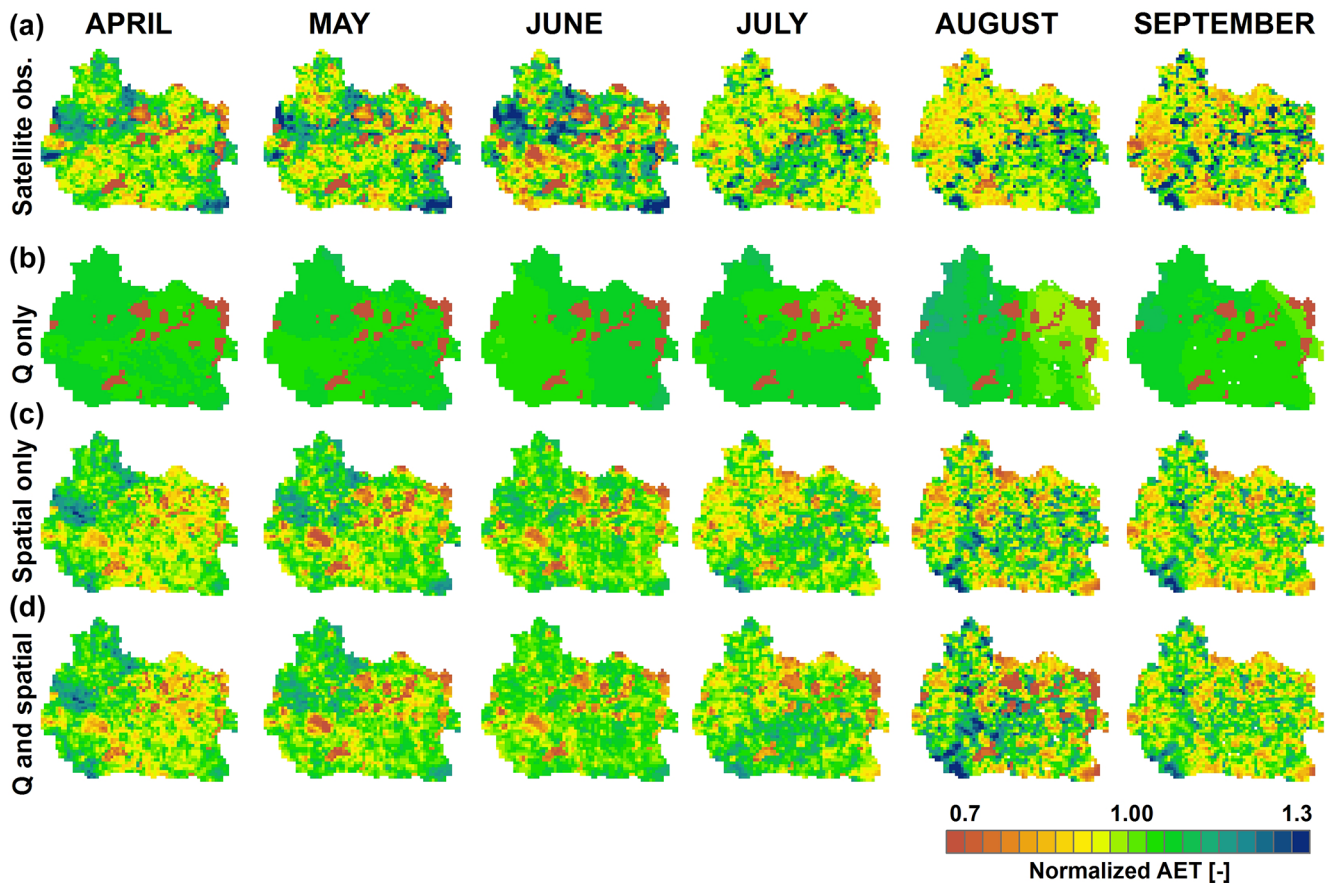 (a) APRIL MAY JUNE JULY AUGUST SEPTEMBER
Satellite obs.
(b)
Q only
(c)
Spatial only
(d)
Q and spatial
0.7 1.00 1.3
Normalized AET [-]